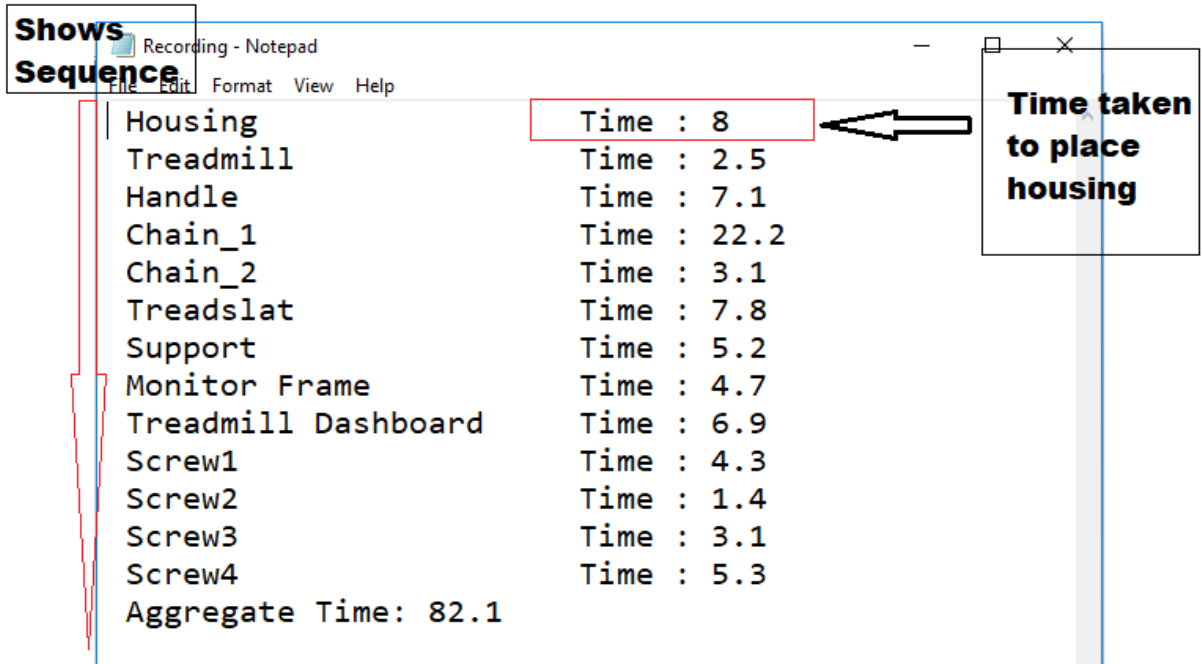 Shows
Sequence
Recording - Notepad
File Edit Format View Help
Housing Time : 8
Treadmill Time : 2.5
Handle Time : 7.1
Chain_1 Time : 22.2
Chain_2 Time : 3.1
Treadslat Time : 7.8
Support Time : 5.2
Monitor Frame Time : 4.7
Treadmill Dashboard Time : 6.9
Screw1 Time : 4.3
Screw2 Time : 1.4
Screw3 Time : 3.1
Screw4 Time : 5.3
Aggregate Time: 82.1
Time taken
to place
housing